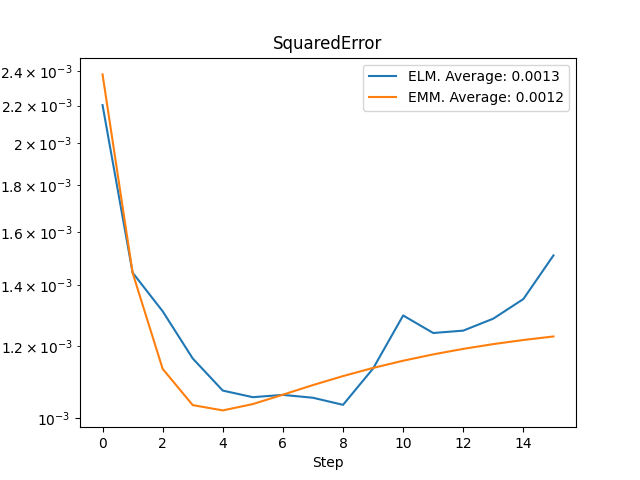 SquaredError
ELM. Average: 0.0013
EMM. Average: 0.0012
2.4 × 10⁻³
2.2 × 10⁻³
2 × 10⁻³
1.8 × 10⁻³
1.6 × 10⁻³
1.4 × 10⁻³
1.2 × 10⁻³
10⁻³
0 2 4 6 8 10 12 14
Step